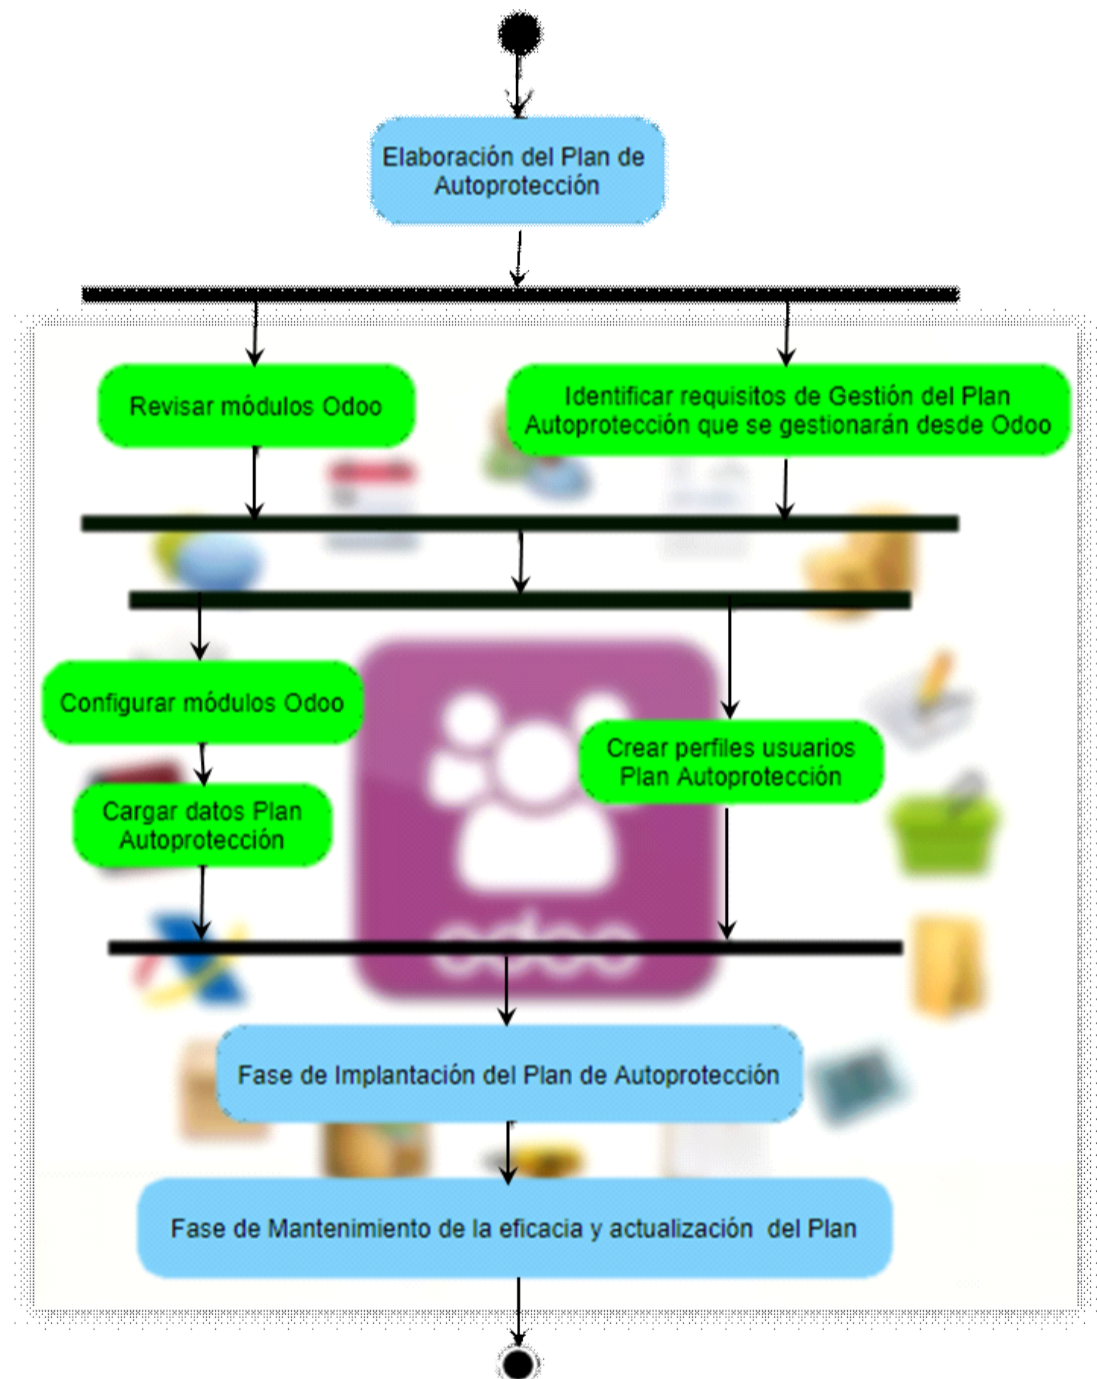 Elaboración del Plan de
Autoprotección
Revisar módulos Odoo
Identificar requisitos de Gestión del Plan
Autoprotección que se gestionarán desde Odoo
Configurar módulos Odoo
Crear perfiles usuarios
Plan Autoprotección
Cargar datos Plan
Autoprotección
odoo
Fase de Implantación del Plan de Autoprotección
Fase de Mantenimiento de la eficacia y actualización  del Plan